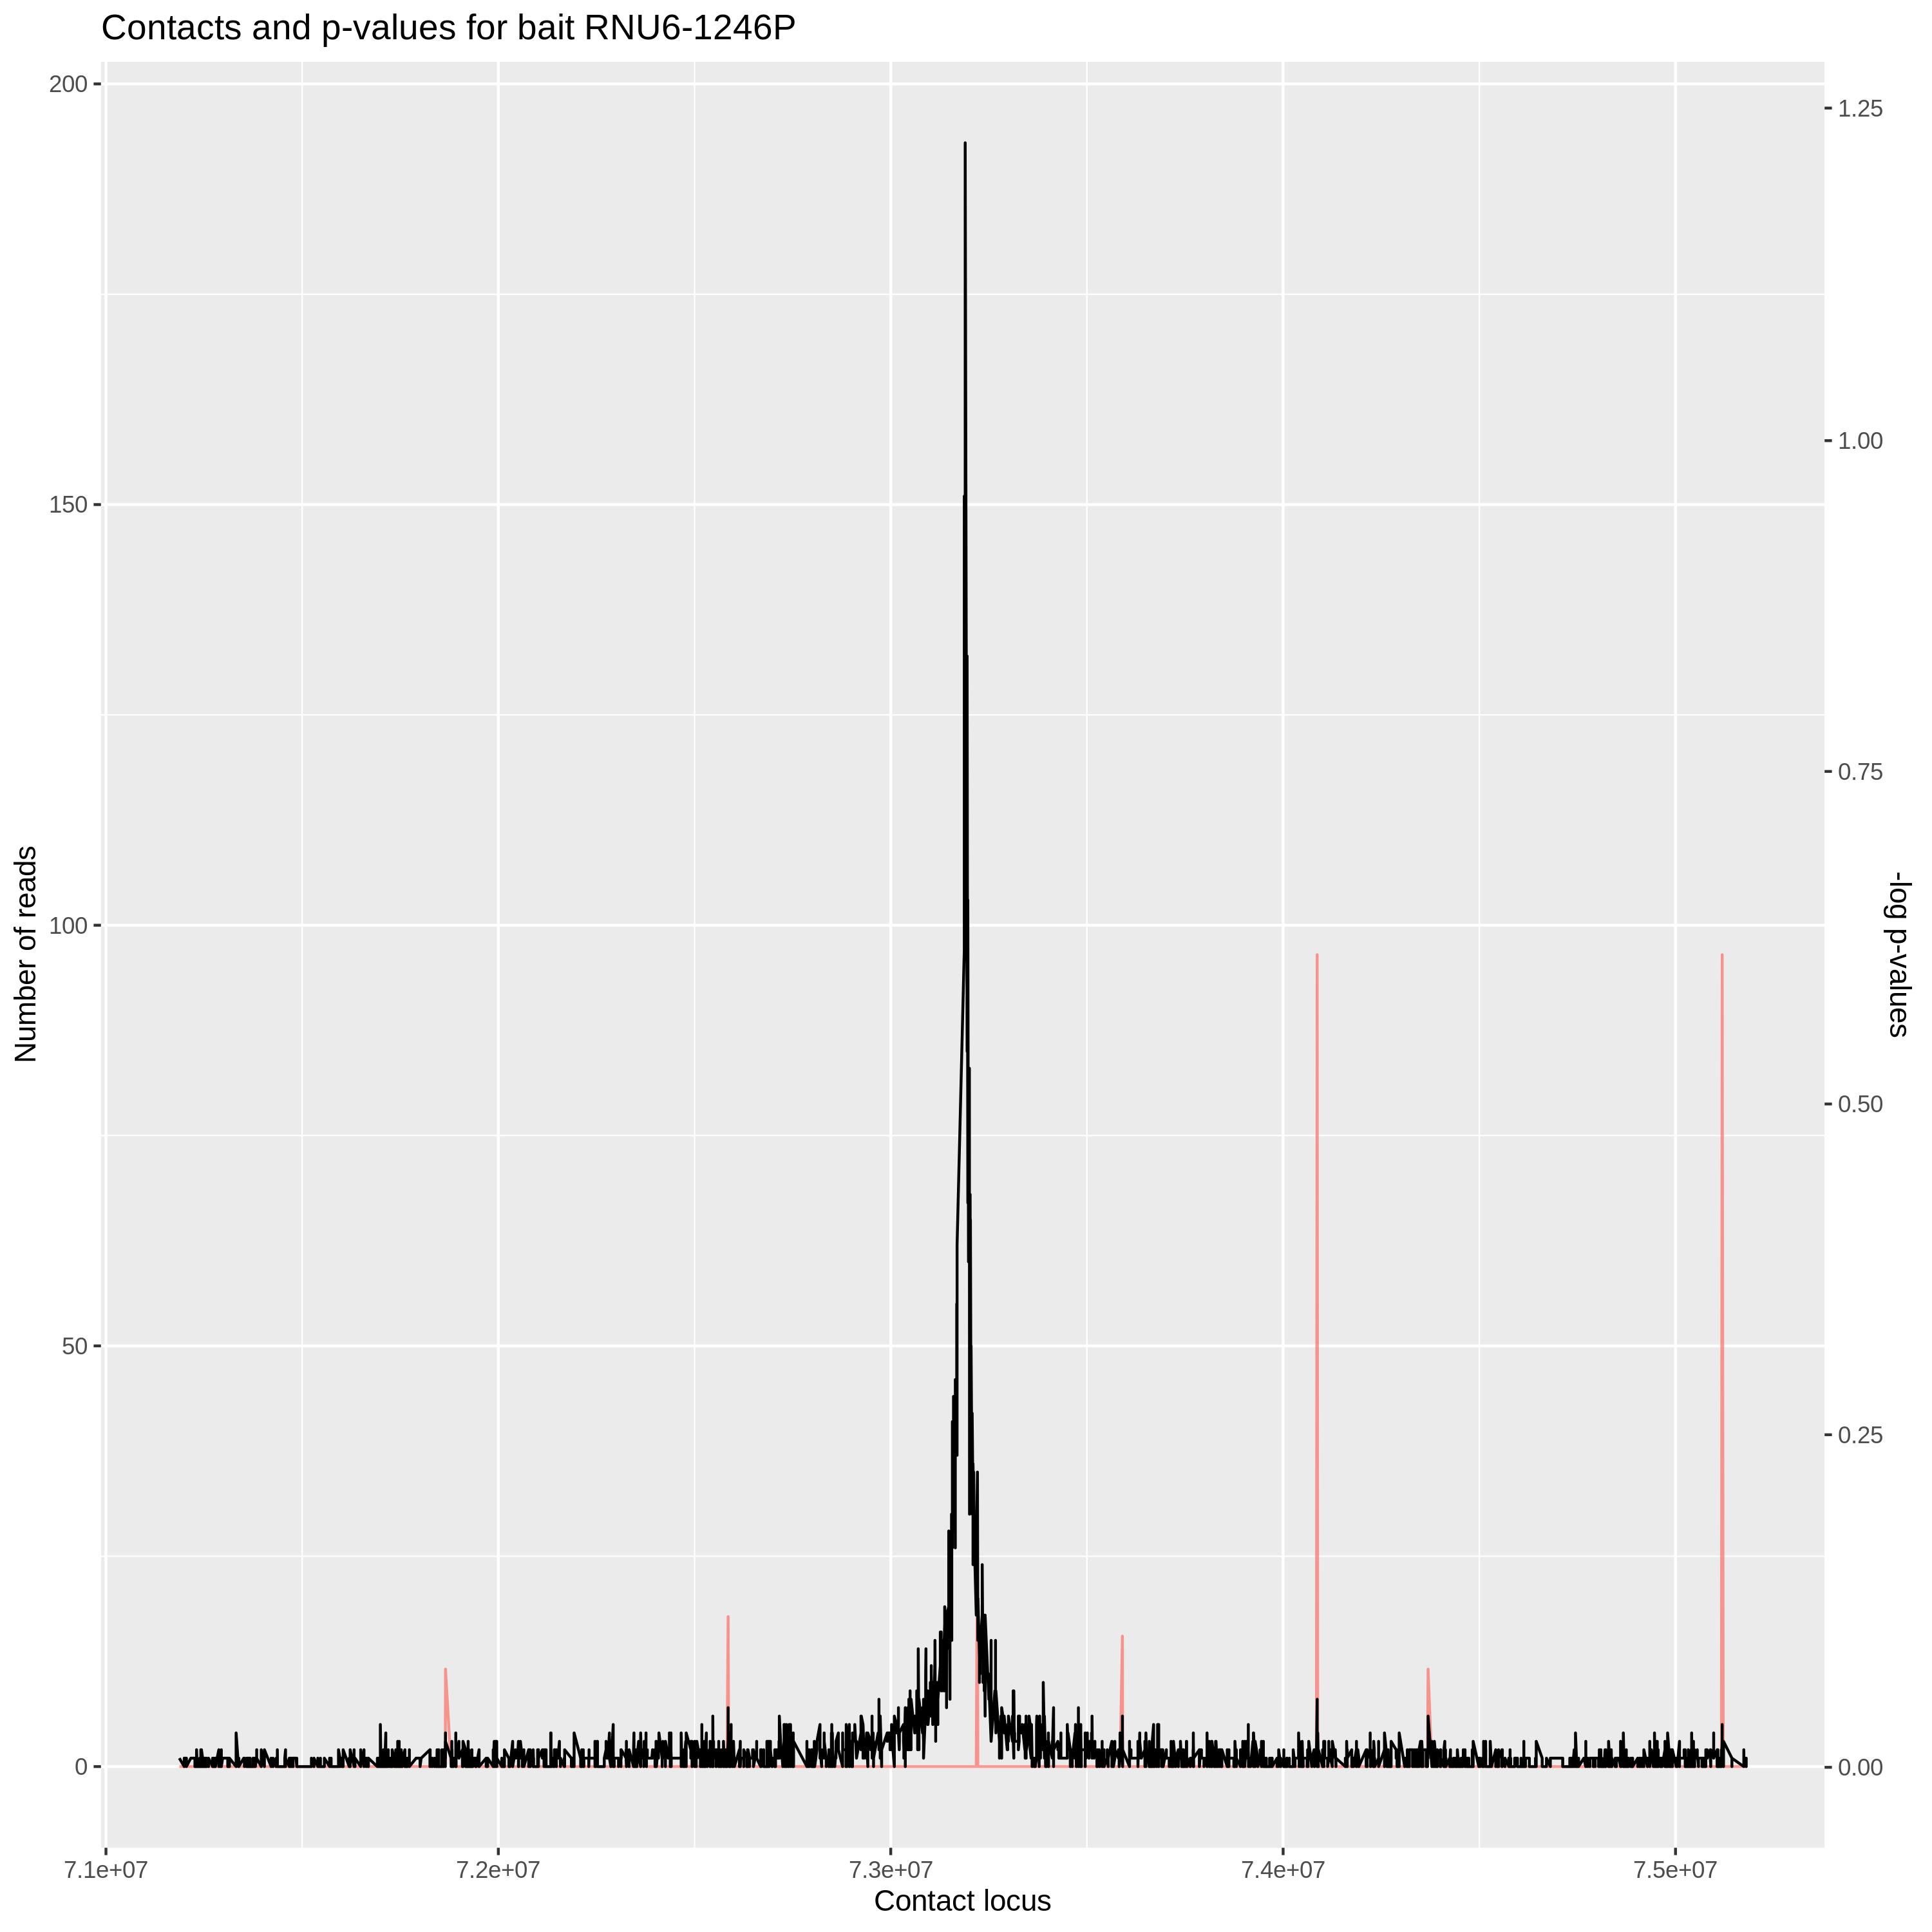 Contacts and p-values for bait RNU6-1246P
200
150
100
50
0
1.25
1.00
0.75
0.50
0.25
0.00
Number of reads
-log p-values
7.1e+07
7.2e+07
7.3e+07
7.4e+07
7.5e+07
Contact locus